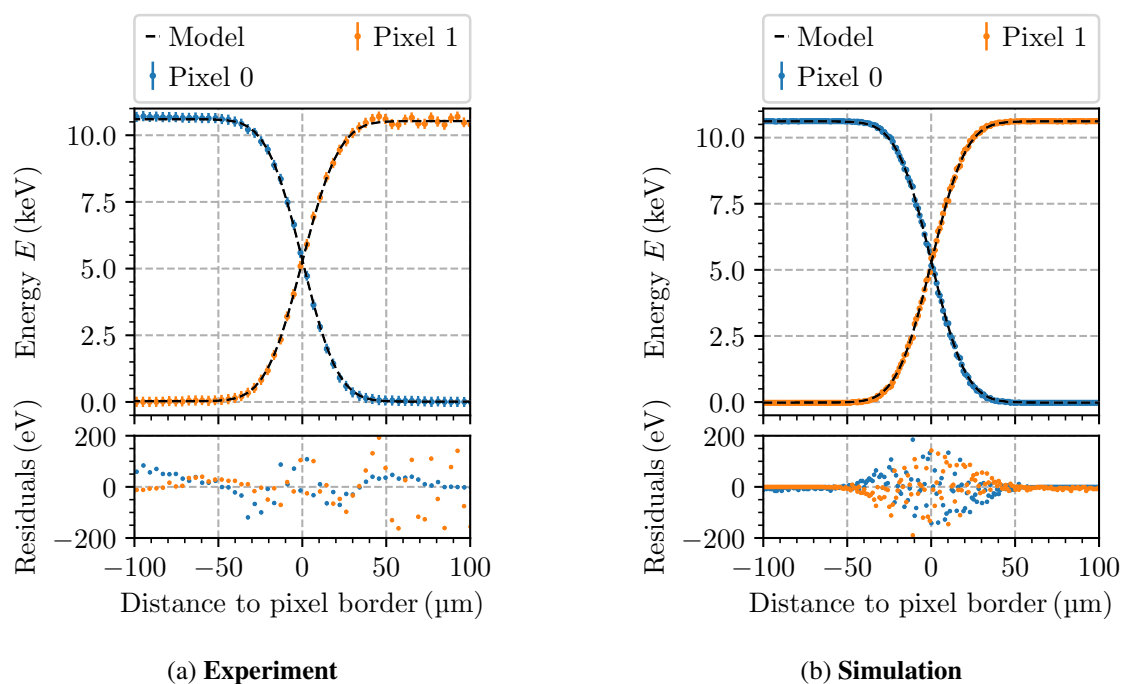 Model Pixel 1
Pixel 0
10.0
7.5
5.0
2.5
0.0
Energy E (keV)
200
0
−200
Residuals (eV)
−100 −50 0 50 100
Distance to pixel border (µm)
(a) Experiment
Model Pixel 1
Pixel 0
10.0
7.5
5.0
2.5
0.0
Energy E (keV)
200
0
−200
Residuals (eV)
−100 −50 0 50 100
Distance to pixel border (µm)
(b) Simulation